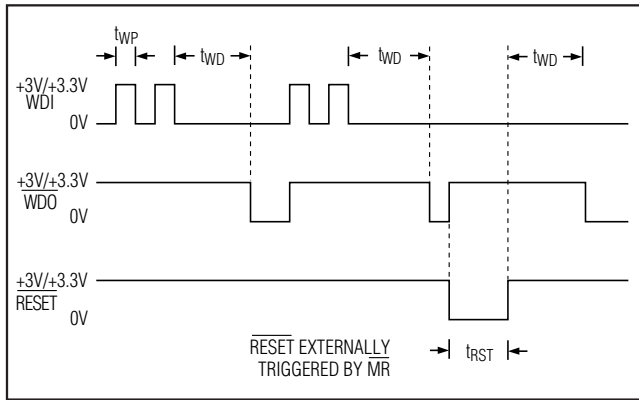 tWP
tWD
tWD
tWD
+3V/+3.3V
WDI
0V
+3V/+3.3V
WDO
0V
+3V/+3.3V
RESET
0V
RESET EXTERNALLY
TRIGGERED BY MR
tRST